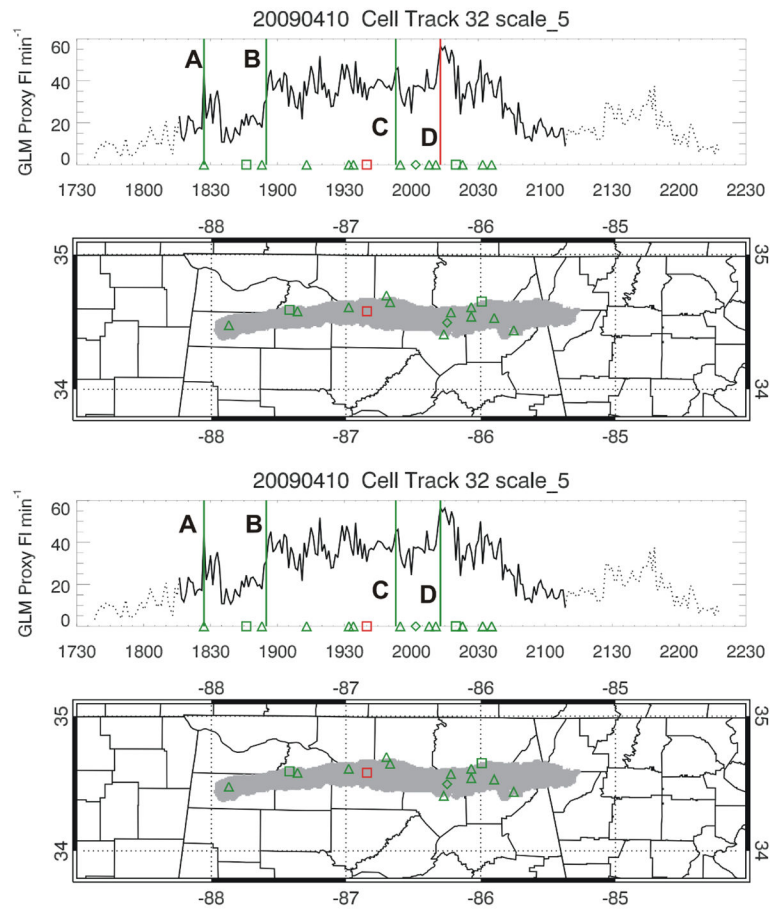 20090410 Cell Track 32 scale_5
60
40
20
0
GLM Proxy Fl min⁻¹
A
B
C
D
1730 1800 1830 1900 1930 2000 2030 2100 2130 2200 2230
-88 -87 -86 -85
35 35
34 34
-88 -87 -86 -85
20090410 Cell Track 32 scale_5
60
40
20
0
GLM Proxy Fl min⁻¹
A
B
C
D
1730 1800 1830 1900 1930 2000 2030 2100 2130 2200 2230
-88 -87 -86 -85
35 35
34 34
-88 -87 -86 -85